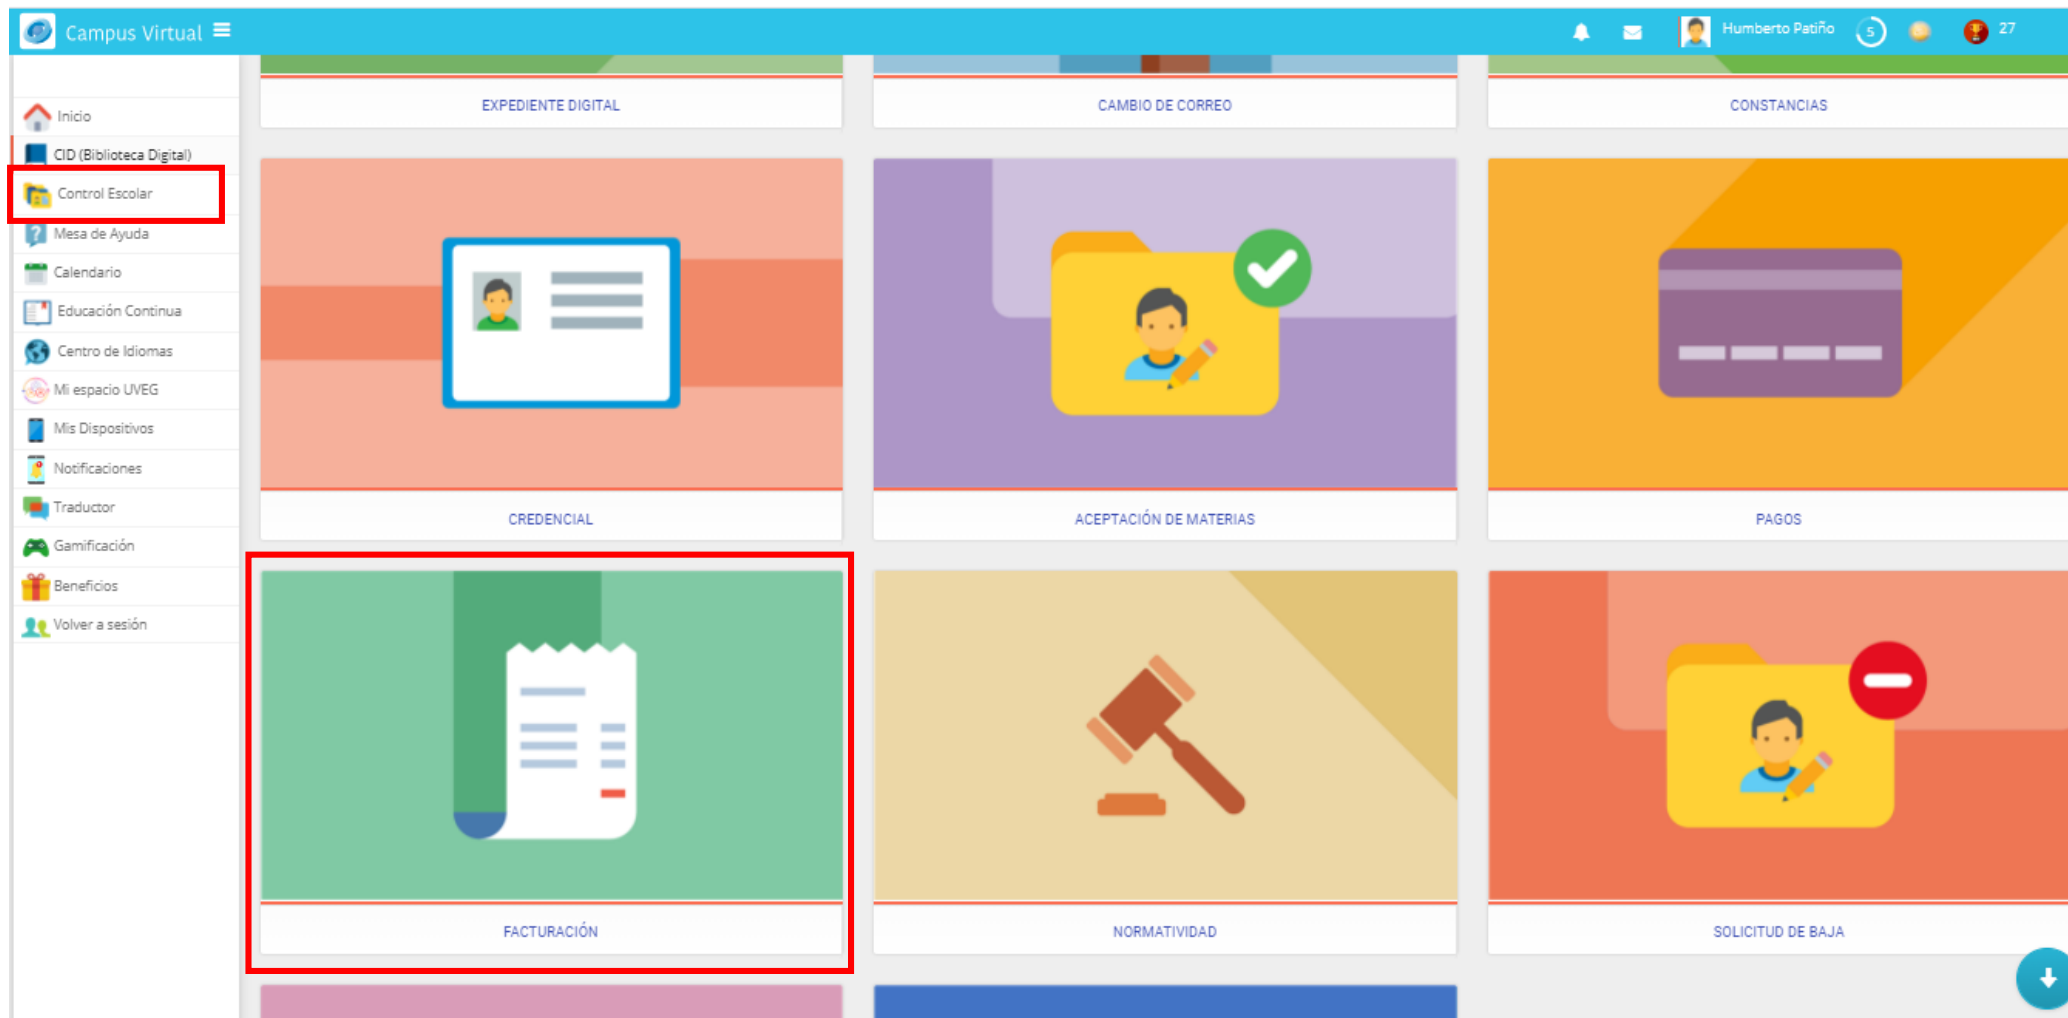 Campus Virtual
Humberto Patiño
5
27
Inicio
CID (Biblioteca Digital)
Control Escolar
Mesa de Ayuda
Calendario
Educación Continua
Centro de Idiomas
Mi espacio UVEG
Mis Dispositivos
Notificaciones
Traductor
Gamificación
Beneficios
Volver a sesión
EXPEDIENTE DIGITAL
CAMBIO DE CORREO
CONSTANCIAS
CREDENCIAL
ACEPTACIÓN DE MATERIAS
PAGOS
FACTURACIÓN
NORMATIVIDAD
SOLICITUD DE BAJA